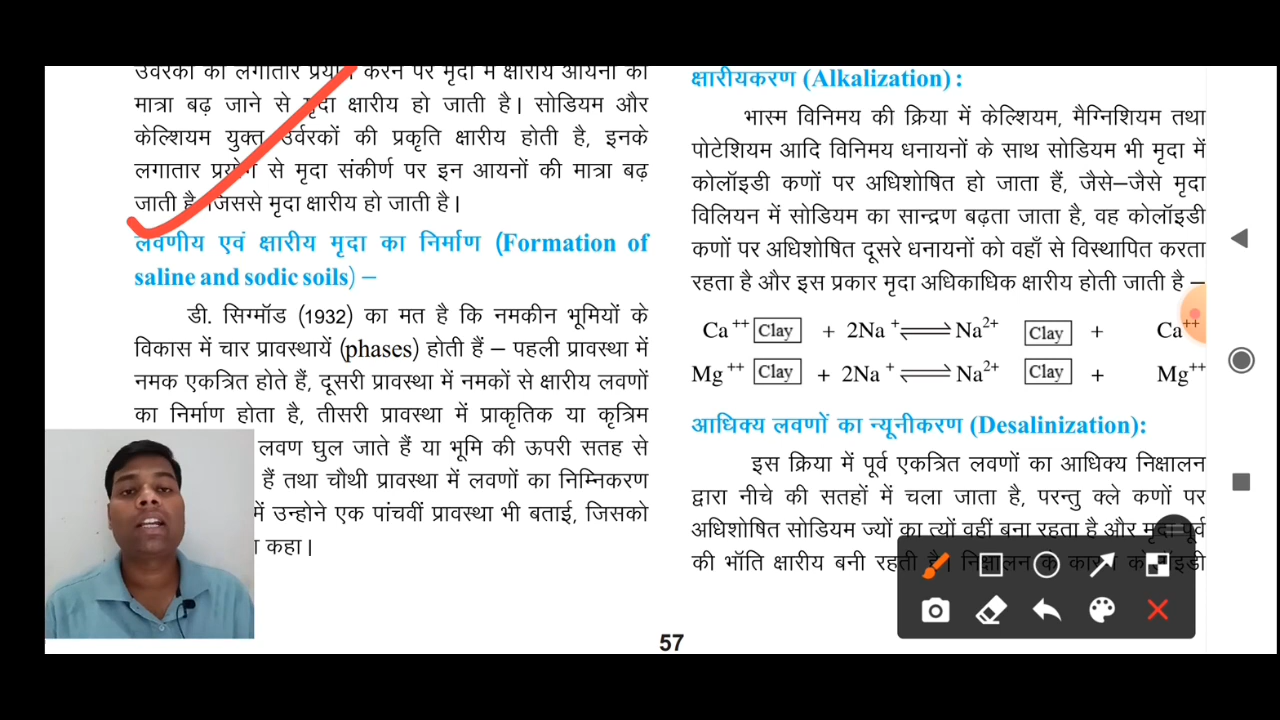 उर्वरकों का लगातार प्रयोग करने पर मृदा में क्षारीय आयनों की
मात्रा बढ़ जाने से मृदा क्षारीय हो जाती है। सोडियम और
केल्शियम युक्त उर्वरकों की प्रकृति क्षारीय होती है, इनके
लगातार प्रयोग से मृदा संकीर्ण पर इन आयनों की मात्रा बढ़
जाती है जिससे मृदा क्षारीय हो जाती है।
लवणीय एवं क्षारीय मृदा का निर्माण (Formation of
saline and sodic soils) –
डी. सिग्मॉड (1932) का मत है कि नमकीन भूमियों के
विकास में चार प्रावस्थायें (phases) होती हैं – पहली प्रावस्था में
नमक एकत्रित होते हैं, दूसरी प्रावस्था में नमकों से क्षारीय लवणों
का निर्माण होता है, तीसरी प्रावस्था में प्राकृतिक या कृत्रिम
लवण घुल जाते हैं या भूमि की ऊपरी सतह से
हैं तथा चौथी प्रावस्था में लवणों का निम्निकरण
में उन्होने एक पांचवीं प्रावस्था भी बताई, जिसको
कहा।
क्षारीयकरण (Alkalization) :
भास्म विनिमय की क्रिया में केल्शियम, मैग्निशियम तथा
पोटेशियम आदि विनिमय धनायनों के साथ सोडियम भी मृदा में
कोलॉइडी कणों पर अधिशोषित हो जाता हैं, जैसे–जैसे मृदा
विलियन में सोडियम का सान्द्रण बढ़ता जाता है, वह कोलॉइडी
कणों पर अधिशोषित दूसरे धनायनों को वहाँ से विस्थापित करता
रहता है और इस प्रकार मृदा अधिकाधिक क्षारीय होती जाती है –
Ca ++ Clay + 2Na + ⇌ Na2+ Clay + Ca++
Mg ++ Clay + 2Na + ⇌ Na2+ Clay + Mg++
आधिक्य लवणों का न्यूनीकरण (Desalinization):
इस क्रिया में पूर्व एकत्रित लवणों का आधिक्य निक्षालन
द्वारा नीचे की सतहों में चला जाता है, परन्तु क्ले कणों पर
अधिशोषित सोडियम ज्यों का त्यों वहीं बना रहता है और मृदा पूर्व
की भॉति क्षारीय बनी रहती है। निक्षालन के कारण कोलॉइडी
57